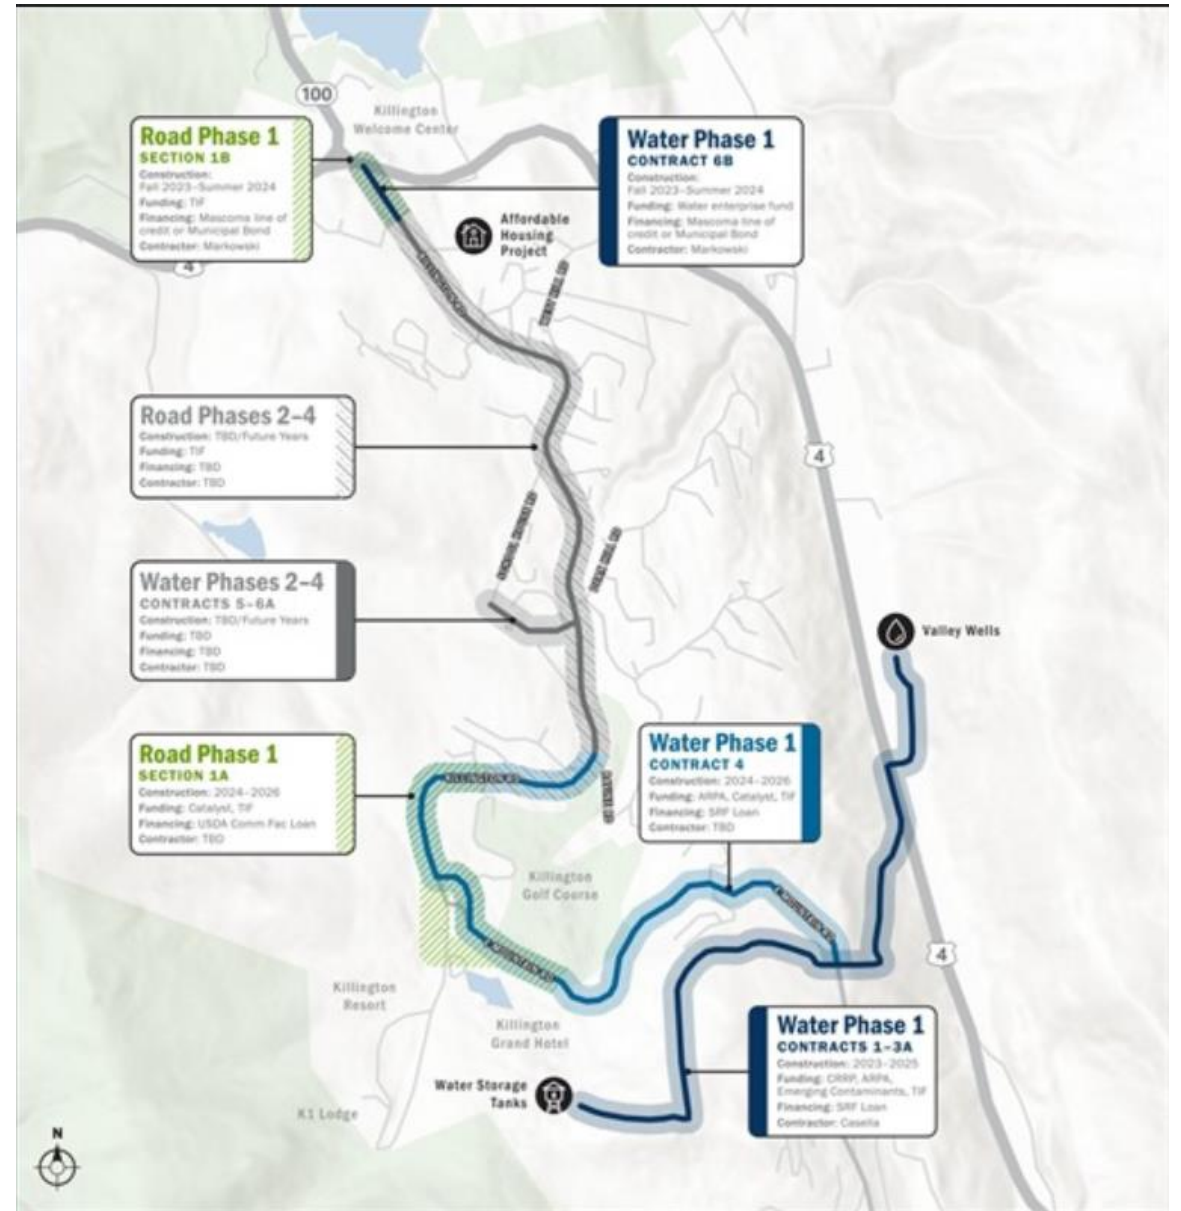 100
Killington
Welcome Center
Road Phase 1
SECTION 1B
Construction:
Fall 2023–Summer 2024
Funding: TIF
Financing: Mascoma line of
credit or Municipal Bond
Contractor: Markowski
Water Phase 1
CONTRACT 6B
Construction:
Fall 2023–Summer 2024
Funding: Water enterprise fund
Financing: Mascoma line of
credit or Municipal Bond
Contractor: Markowski
Affordable
Housing
Project
4
Road Phases 2–4
Construction: TBD/Future Years
Funding: TIF
Financing: TBD
Contractor: TBD
4
Water Phases 2–4
CONTRACTS 5–6A
Construction: TBD/Future Years
Funding: TBD
Financing: TBD
Contractor: TBD
Valley Wells
Road Phase 1
SECTION 1A
Construction: 2024–2026
Funding: Catalyst, TIF
Financing: USDA Comm Fac Loan
Contractor: TBD
KILLINGTON RD
Water Phase 1
CONTRACT 4
Construction: 2024–2026
Funding: ARPA, Catalyst, TIF
Financing: SRF Loan
Contractor: TBD
Killington
Golf Course
4
Killington
Resort
Killington
Grand Hotel
Water Phase 1
CONTRACTS 1–3A
Construction: 2023–2025
Funding: CRRP, ARPA,
Emerging Contaminants, TIF
Financing: SRF Loan
Contractor: Casella
Water Storage
Tanks
K1 Lodge
N